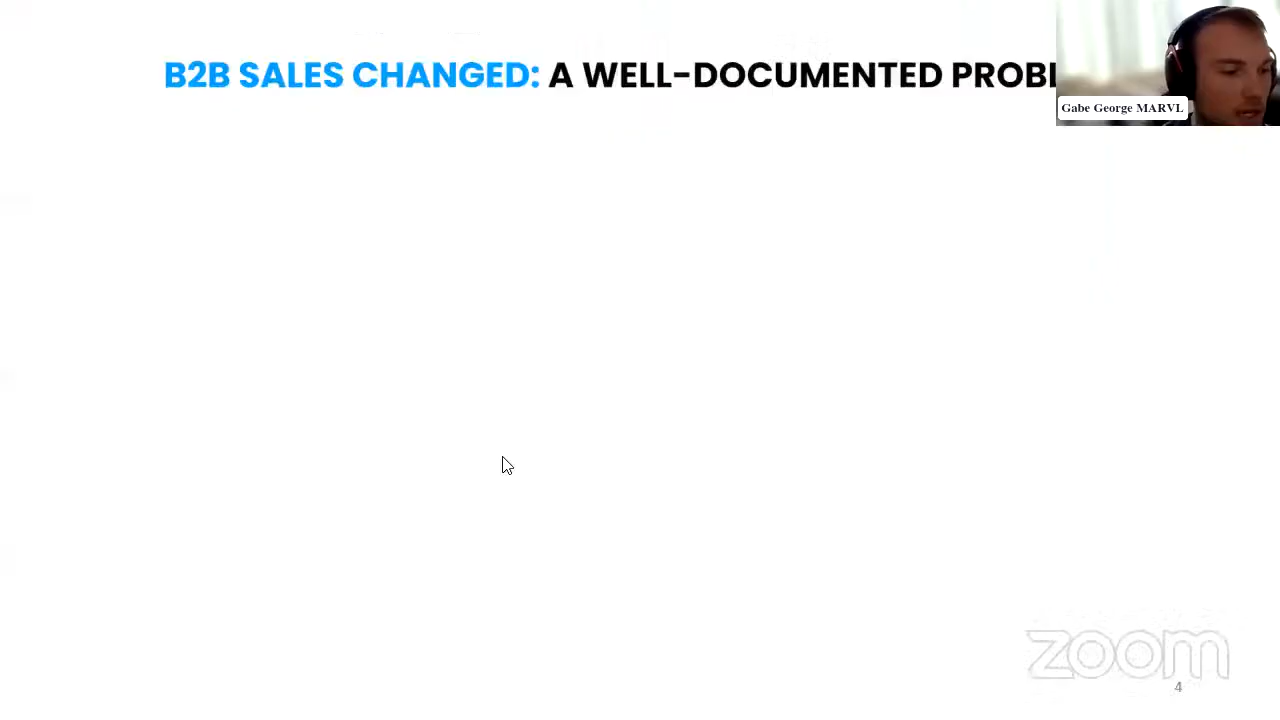 B2B SALES CHANGED: A WELL-DOCUMENTED PROB
Gabe George MARVL
zoom
4